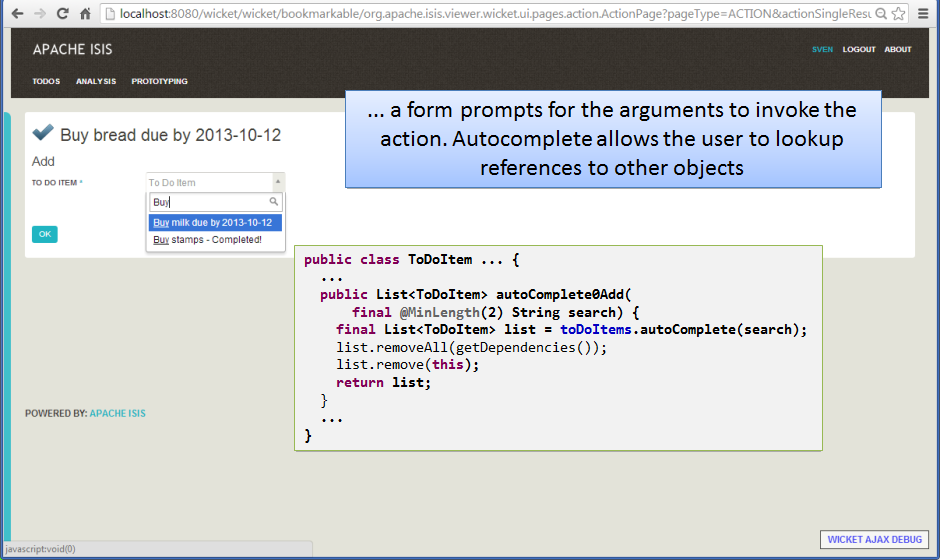 localhost:8080/wicket/wicket/bookmarkable/org.apache.isis.viewer.wicket.ui.pages.action.ActionPage?pageType=ACTION&actionSingleResu
APACHE ISIS
SVEN LOGOUT ABOUT
TODOS ANALYSIS PROTOTYPING
... a form prompts for the arguments to invoke the
action. Autocomplete allows the user to lookup
references to other objects
Buy bread due by 2013-10-12
Add
TO DO ITEM *
To Do Item
Buy
Buy milk due by 2013-10-12
Buy stamps - Completed!
OK
public class ToDoItem ... {
...
public List<ToDoItem> autoComplete0Add(
final @MinLength(2) String search) {
final List<ToDoItem> list = toDoItems.autoComplete(search);
list.removeAll(getDependencies());
list.remove(this);
return list;
}
...
}
POWERED BY: APACHE ISIS
WICKET AJAX DEBUG
javascript:void(0)